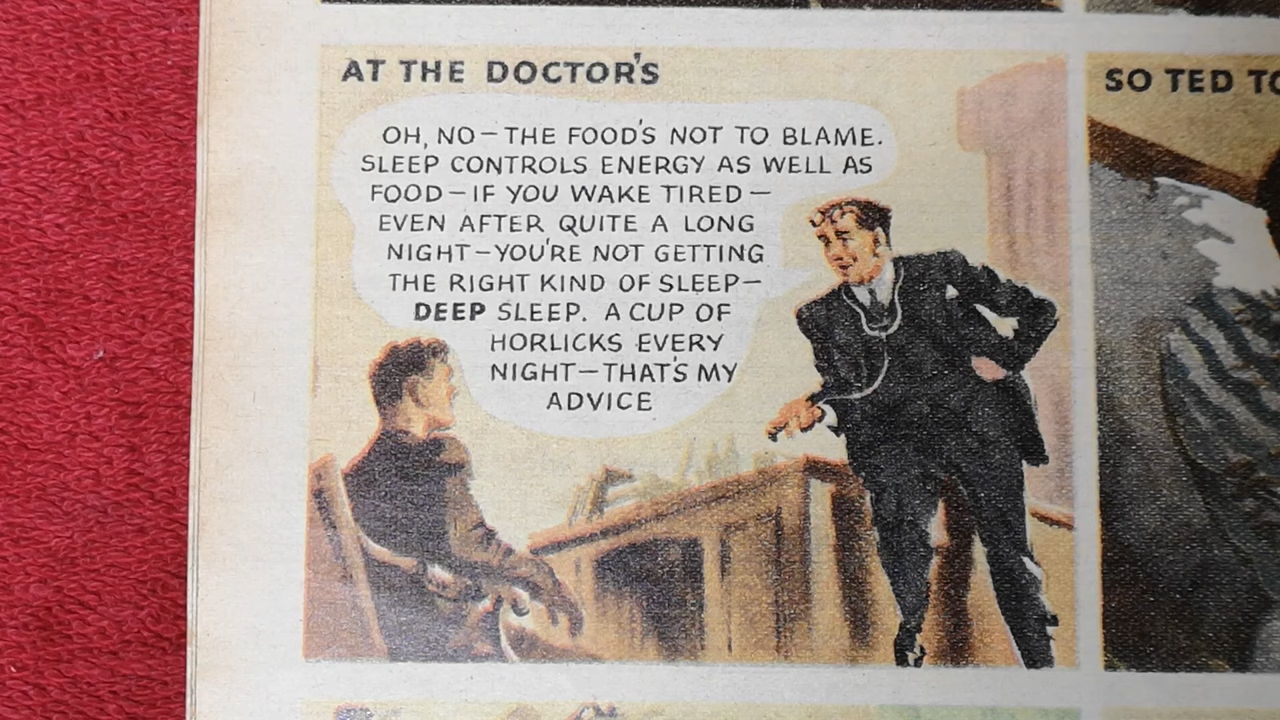 AT THE DOCTOR'S
OH, NO—THE FOOD'S NOT TO BLAME.
SLEEP CONTROLS ENERGY AS WELL AS
FOOD—IF YOU WAKE TIRED—
EVEN AFTER QUITE A LONG
NIGHT—YOU'RE NOT GETTING
THE RIGHT KIND OF SLEEP—
DEEP SLEEP. A CUP OF
HORLICKS EVERY
NIGHT—THAT'S MY
ADVICE
SO TED